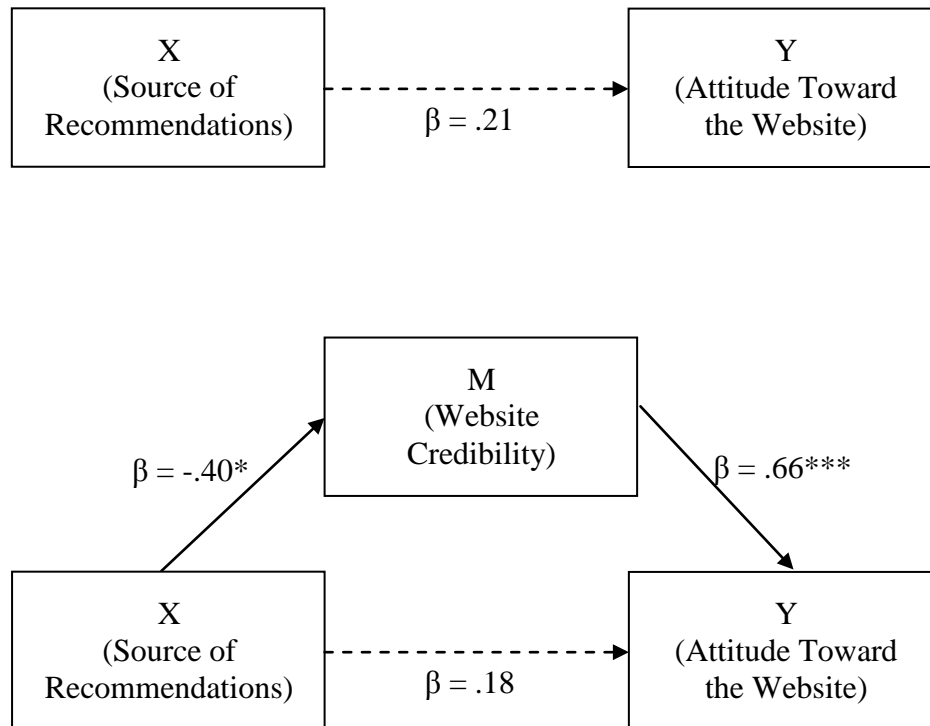 X
(Source of
Recommendations)
Y
(Attitude Toward
the Website)
β = .21
M
(Website
Credibility)
β = -.40*
β = .66***
X
(Source of
Recommendations)
Y
(Attitude Toward
the Website)
β = .18